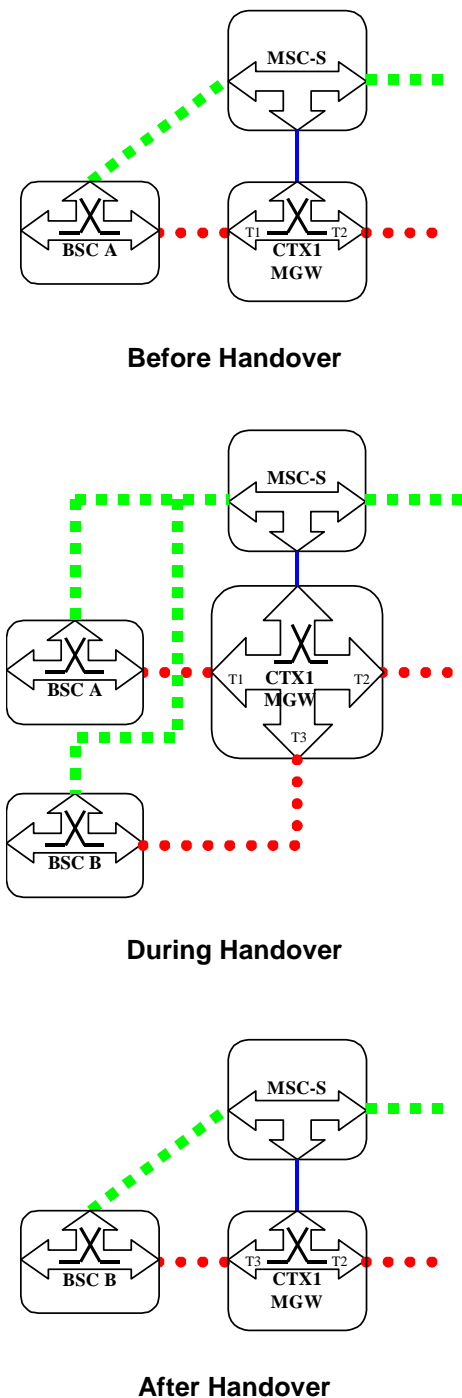 MSC-S
T1
T2
BSC A
CTX1
MGW
Before Handover
MSC-S
BSC A
T1
CTX1
T2
MGW
T3
BSC B
During Handover
MSC-S
T3
T2
BSC B
CTX1
MGW
After Handover